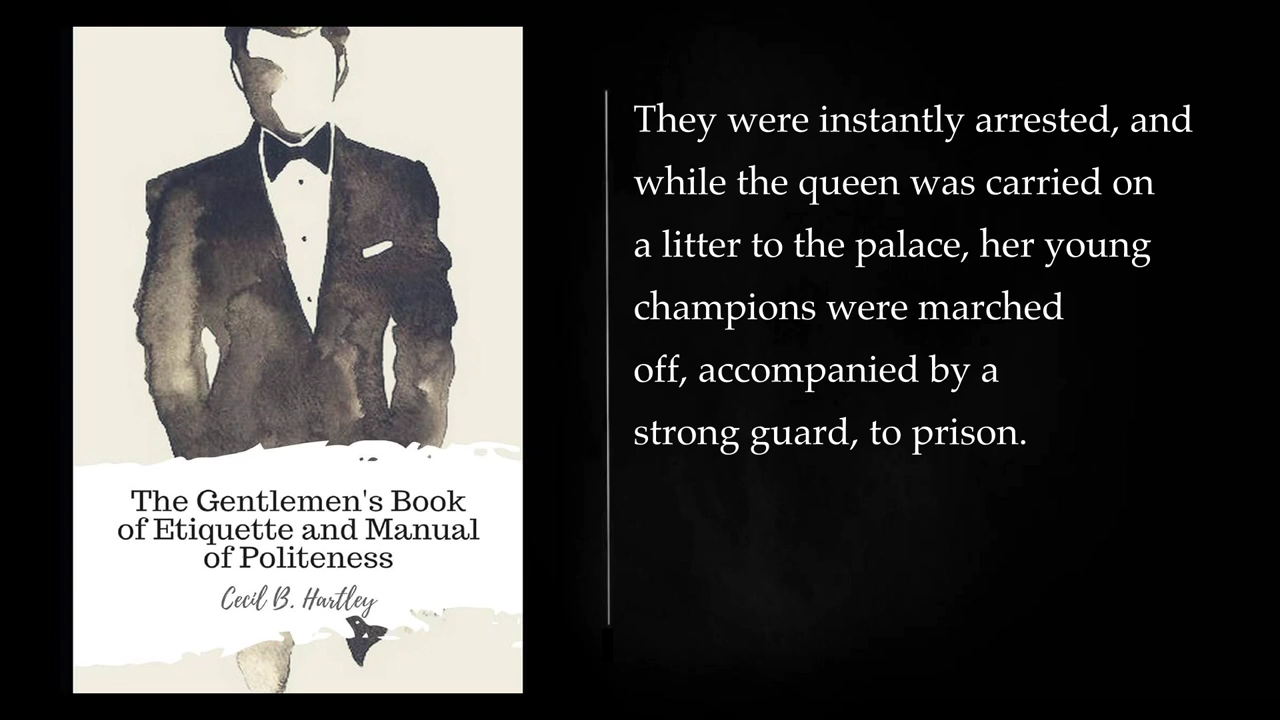 The Gentlemen's Book
of Etiquette and Manual
of Politeness
Cecil B. Hartley
They were instantly arrested, and
while the queen was carried on
a litter to the palace, her young
champions were marched
off, accompanied by a
strong guard, to prison.